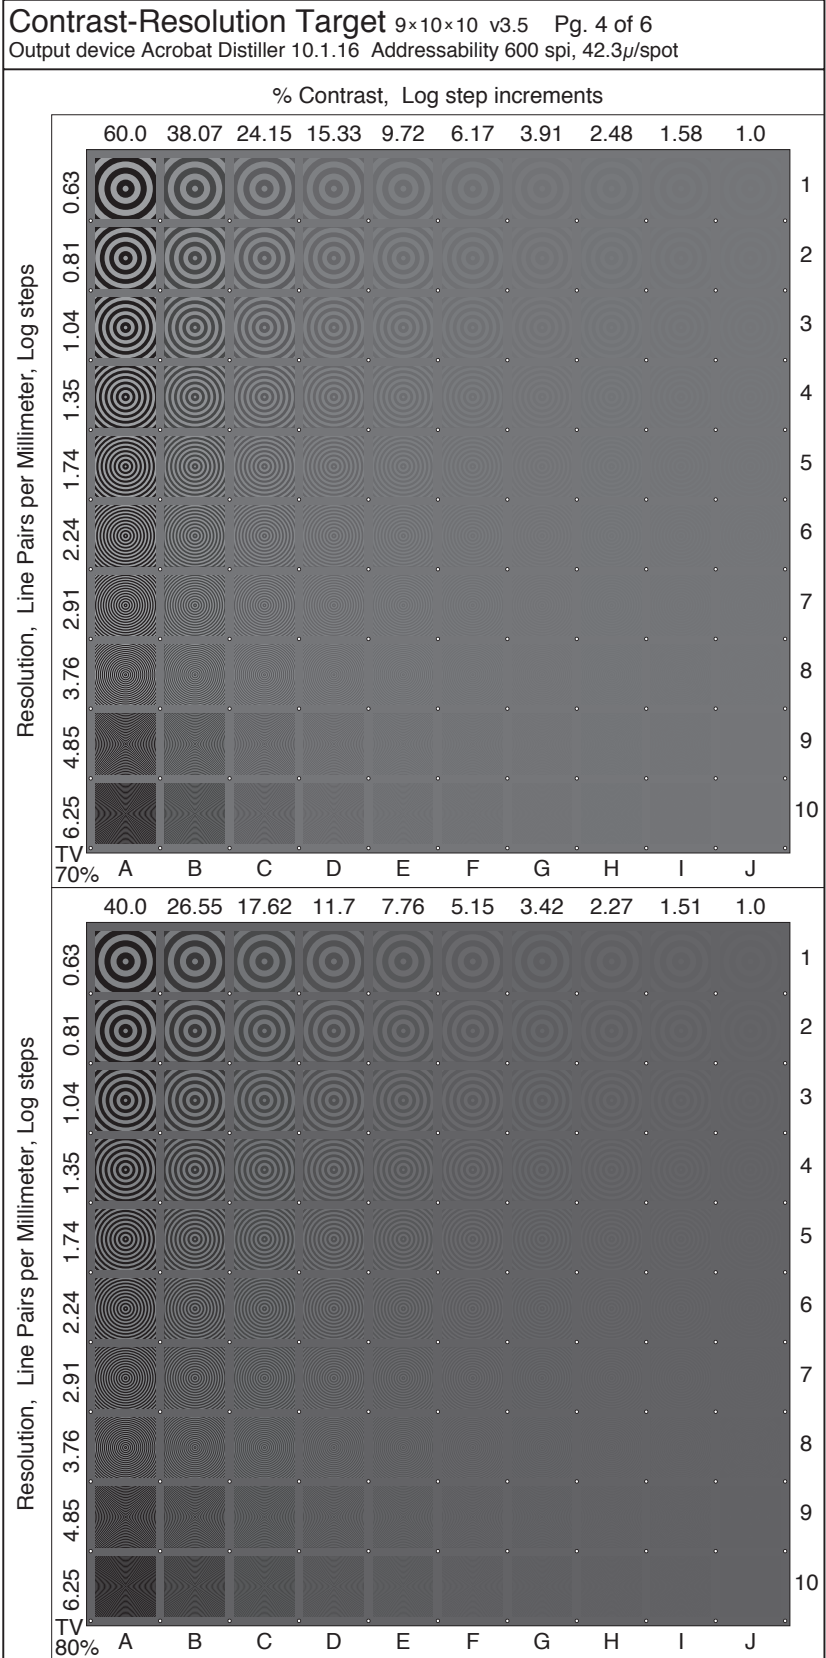 Contrast-Resolution Target 9×10×10 v3.5 Pg. 4 of 6
Output device Acrobat Distiller 10.1.16 Addressability 600 spi, 42.3μ/spot
% Contrast, Log step increments
60.0 38.07 24.15 15.33 9.72 6.17 3.91 2.48 1.58 1.0
Resolution, Line Pairs per Millimeter, Log steps
0.63 1
0.81 2
1.04 3
1.35 4
1.74 5
2.24 6
2.91 7
3.76 8
4.85 9
6.25 10
TV
70% A B C D E F G H I J
40.0 26.55 17.62 11.7 7.76 5.15 3.42 2.27 1.51 1.0
Resolution, Line Pairs per Millimeter, Log steps
0.63 1
0.81 2
1.04 3
1.35 4
1.74 5
2.24 6
2.91 7
3.76 8
4.85 9
6.25 10
TV
80% A B C D E F G H I J